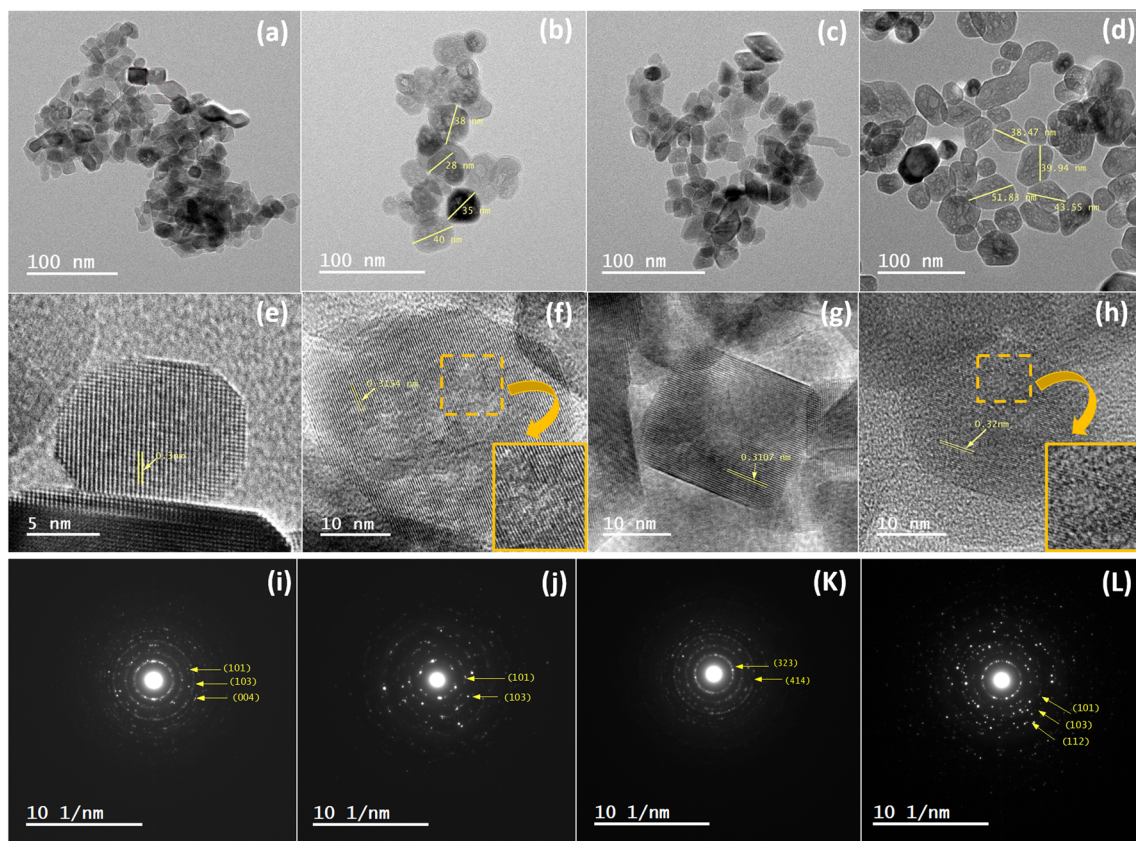 (a)
100 nm
(b)
38 nm
28 nm
35 nm
40 nm
100 nm
(c)
100 nm
(d)
38.47 nm
39.94 nm
51.83 nm
43.55 nm
100 nm
(e)
0.3nm
5 nm
(f)
0.3154 nm
10 nm
(g)
0.3107 nm
10 nm
(h)
0.32nm
10 nm
(i)
(101)
(103)
(004)
10 1/nm
(j)
(101)
(103)
10 1/nm
(K)
(323)
(414)
10 1/nm
(L)
(101)
(103)
(112)
10 1/nm